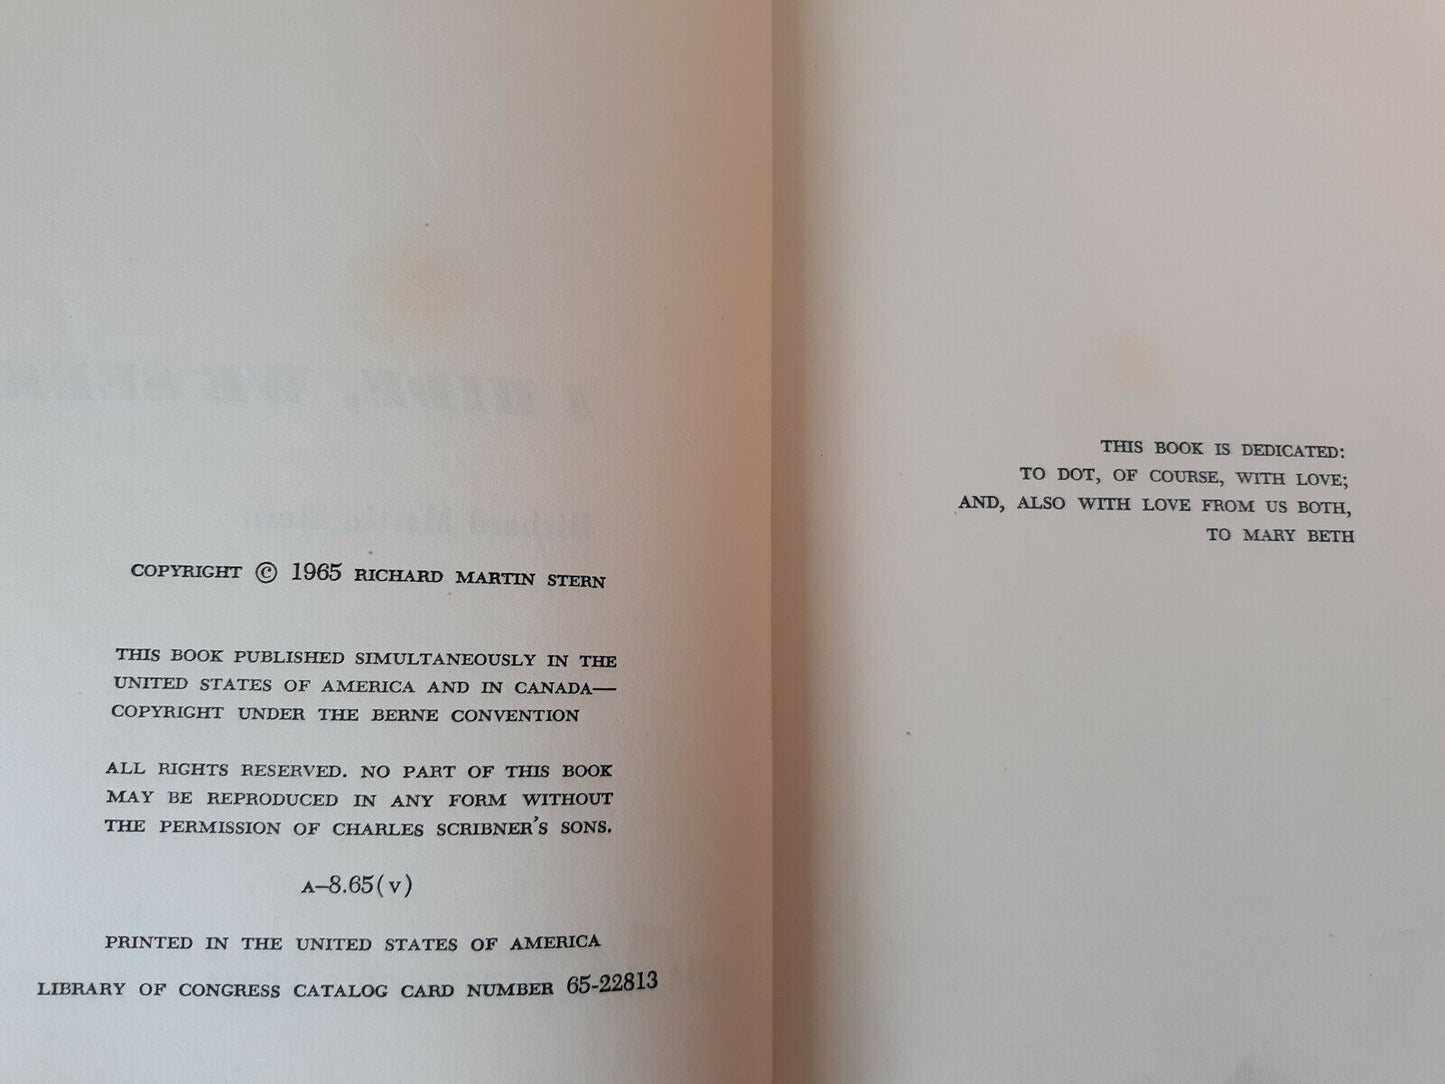 COPYRIGHT © 1965 RICHARD MARTIN STERN
THIS BOOK PUBLISHED SIMULTANEOUSLY IN THE
UNITED STATES OF AMERICA AND IN CANADA—
COPYRIGHT UNDER THE BERNE CONVENTION
ALL RIGHTS RESERVED. NO PART OF THIS BOOK
MAY BE REPRODUCED IN ANY FORM WITHOUT
THE PERMISSION OF CHARLES SCRIBNER'S SONS.
A–8.65(V)
PRINTED IN THE UNITED STATES OF AMERICA
LIBRARY OF CONGRESS CATALOG CARD NUMBER 65-22813
THIS BOOK IS DEDICATED:
TO DOT, OF COURSE, WITH LOVE;
AND, ALSO WITH LOVE FROM US BOTH,
TO MARY BETH